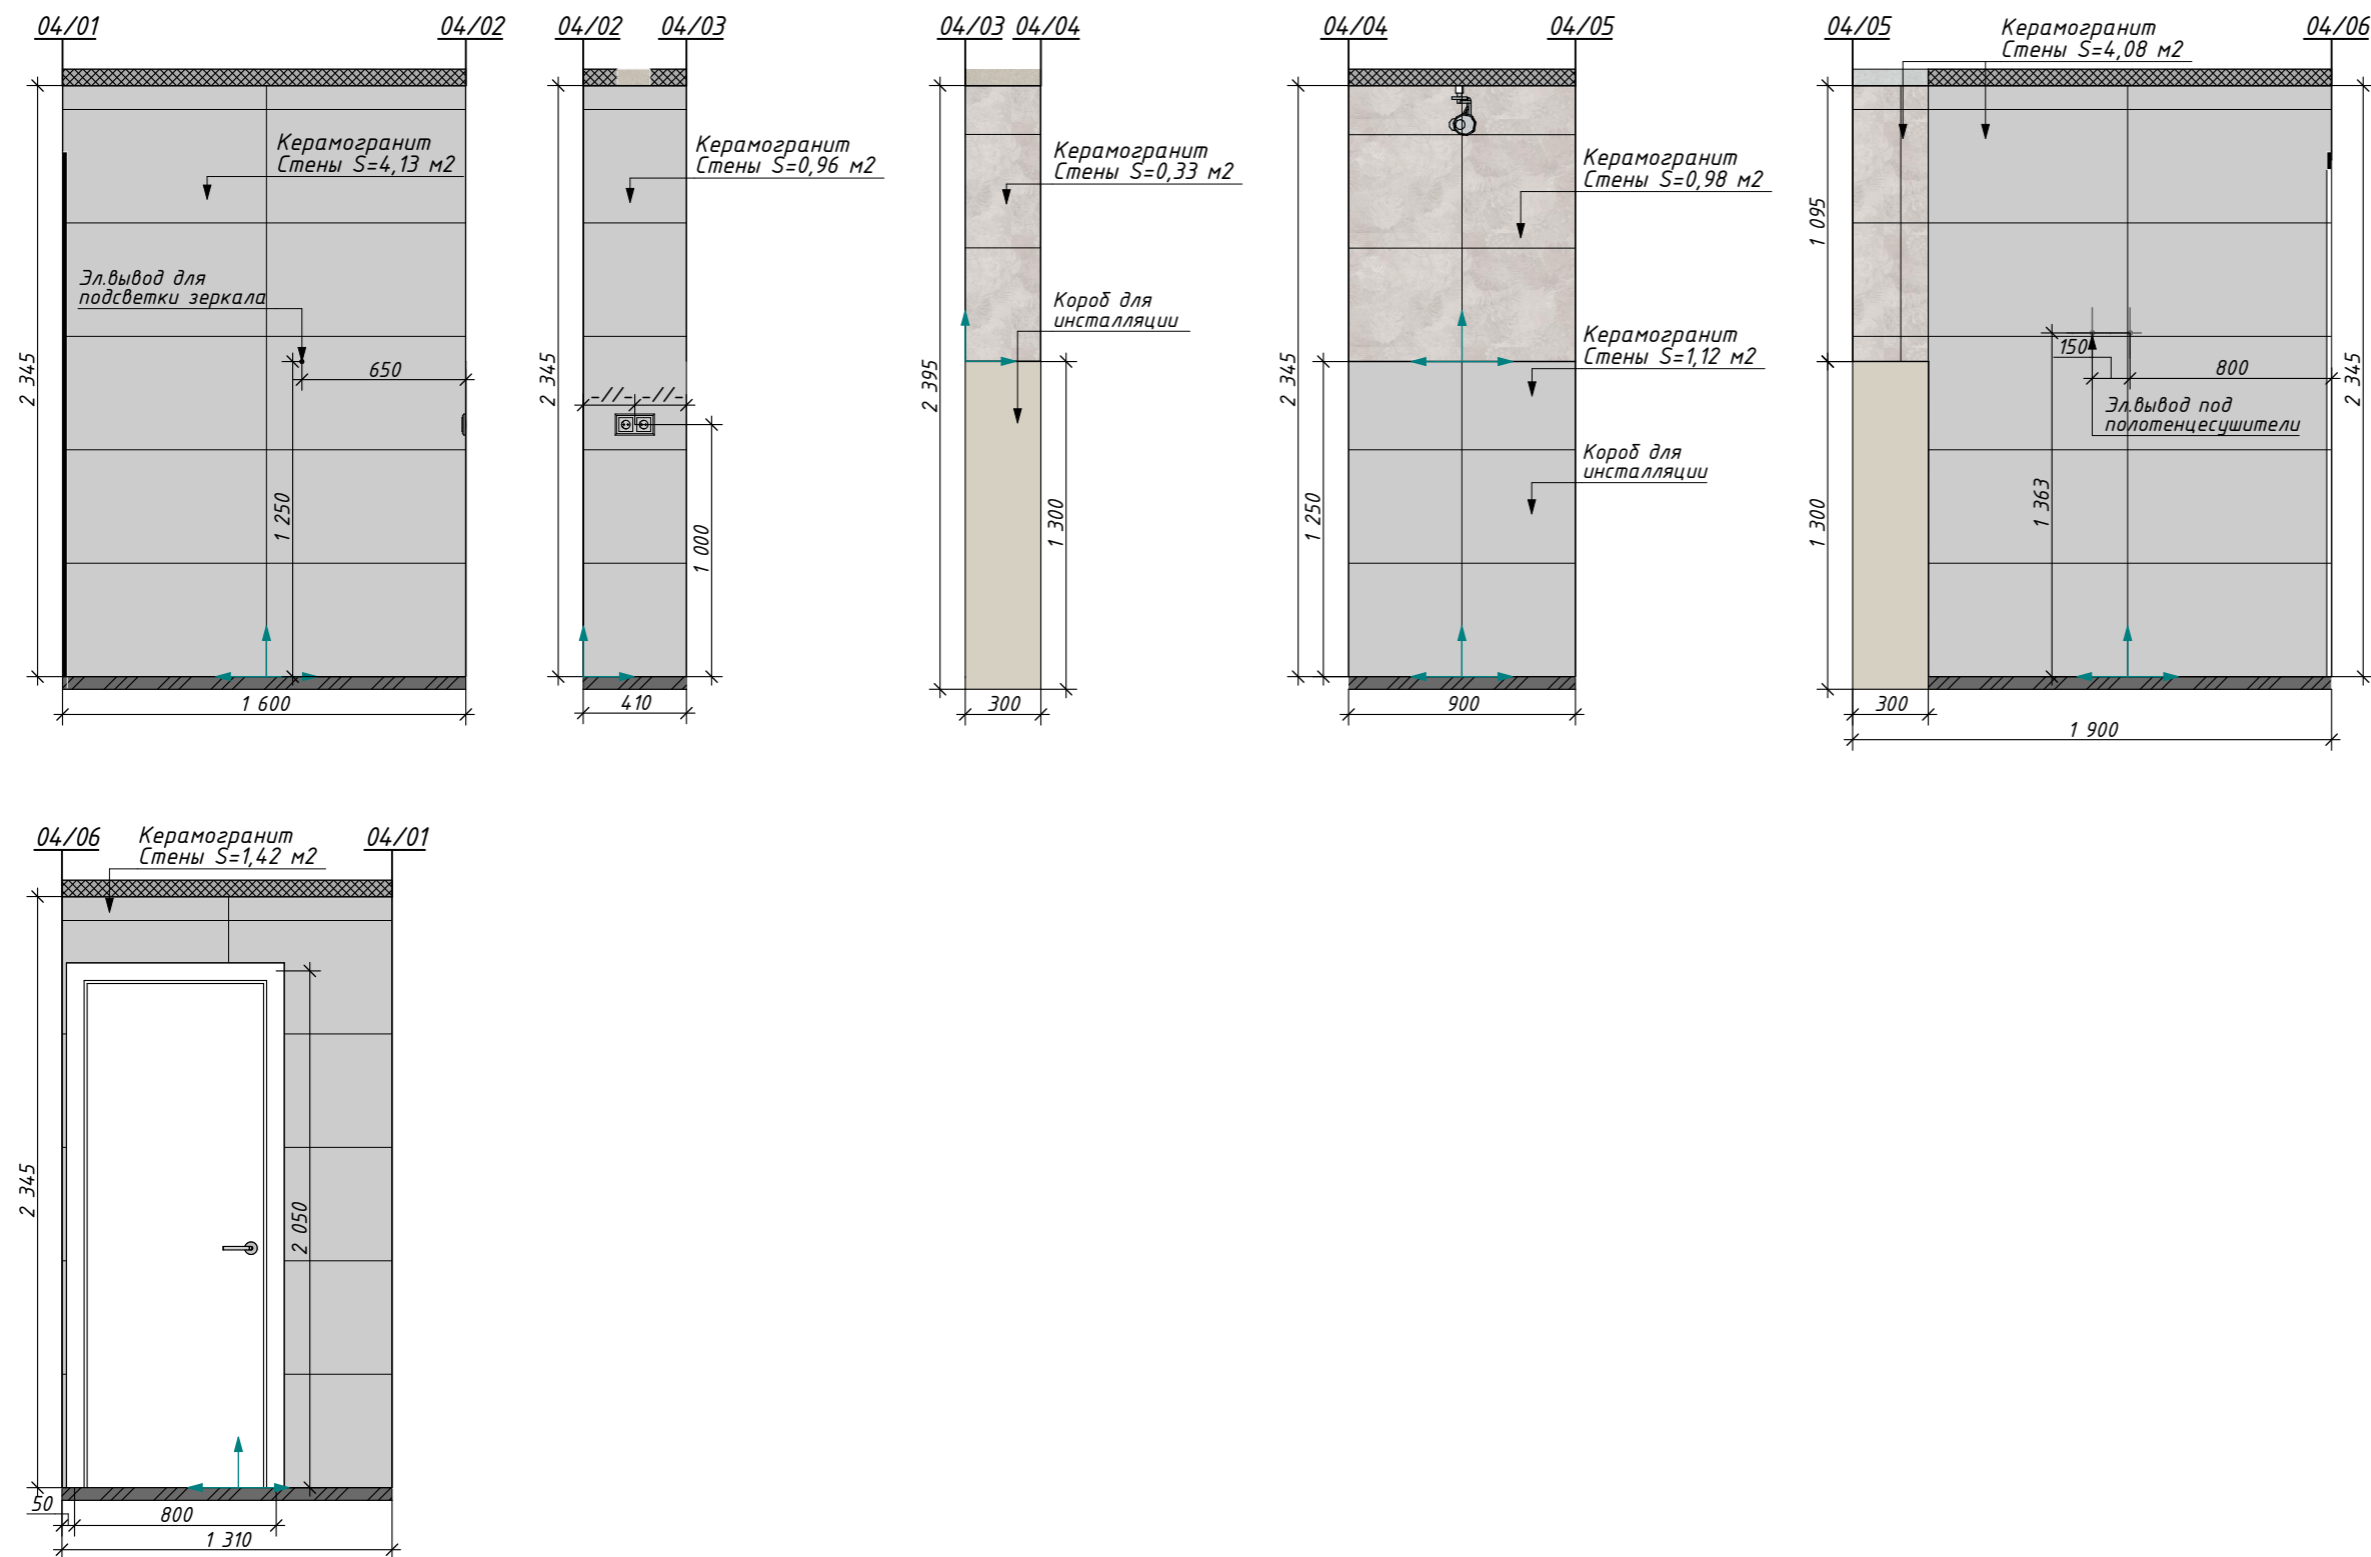 04/01
04/02
Керамогранит
Стены S=4,13 м2
Эл.вывод для
подсветки зеркала
2 345
650
1 250
1 600
04/02
04/03
Керамогранит
Стены S=0,96 м2
2 345
-//-
-//-
1 000
410
04/03
04/04
Керамогранит
Стены S=0,33 м2
Короб для
инсталляции
2 395
1 300
300
04/04
04/05
Керамогранит
Стены S=0,98 м2
Керамогранит
Стены S=1,12 м2
Короб для
инсталляции
2 345
1 250
900
04/05
04/06
Керамогранит
Стены S=4,08 м2
1 095
150
800
2 345
Эл.вывод под
полотенцесушители
1 363
1 300
300
1 900
04/06
04/01
Керамогранит
Стены S=1,42 м2
2 345
2 050
50
800
1 310